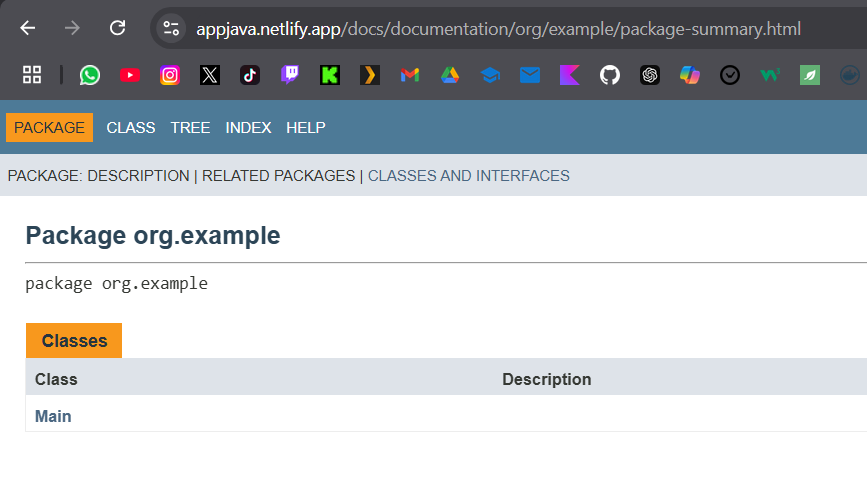 appjava.netlify.app/docs/documentation/org/example/package-summary.html
PACKAGE CLASS TREE INDEX HELP
PACKAGE: DESCRIPTION | RELATED PACKAGES | CLASSES AND INTERFACES
Package org.example
package org.example
Classes
Class Description
Main